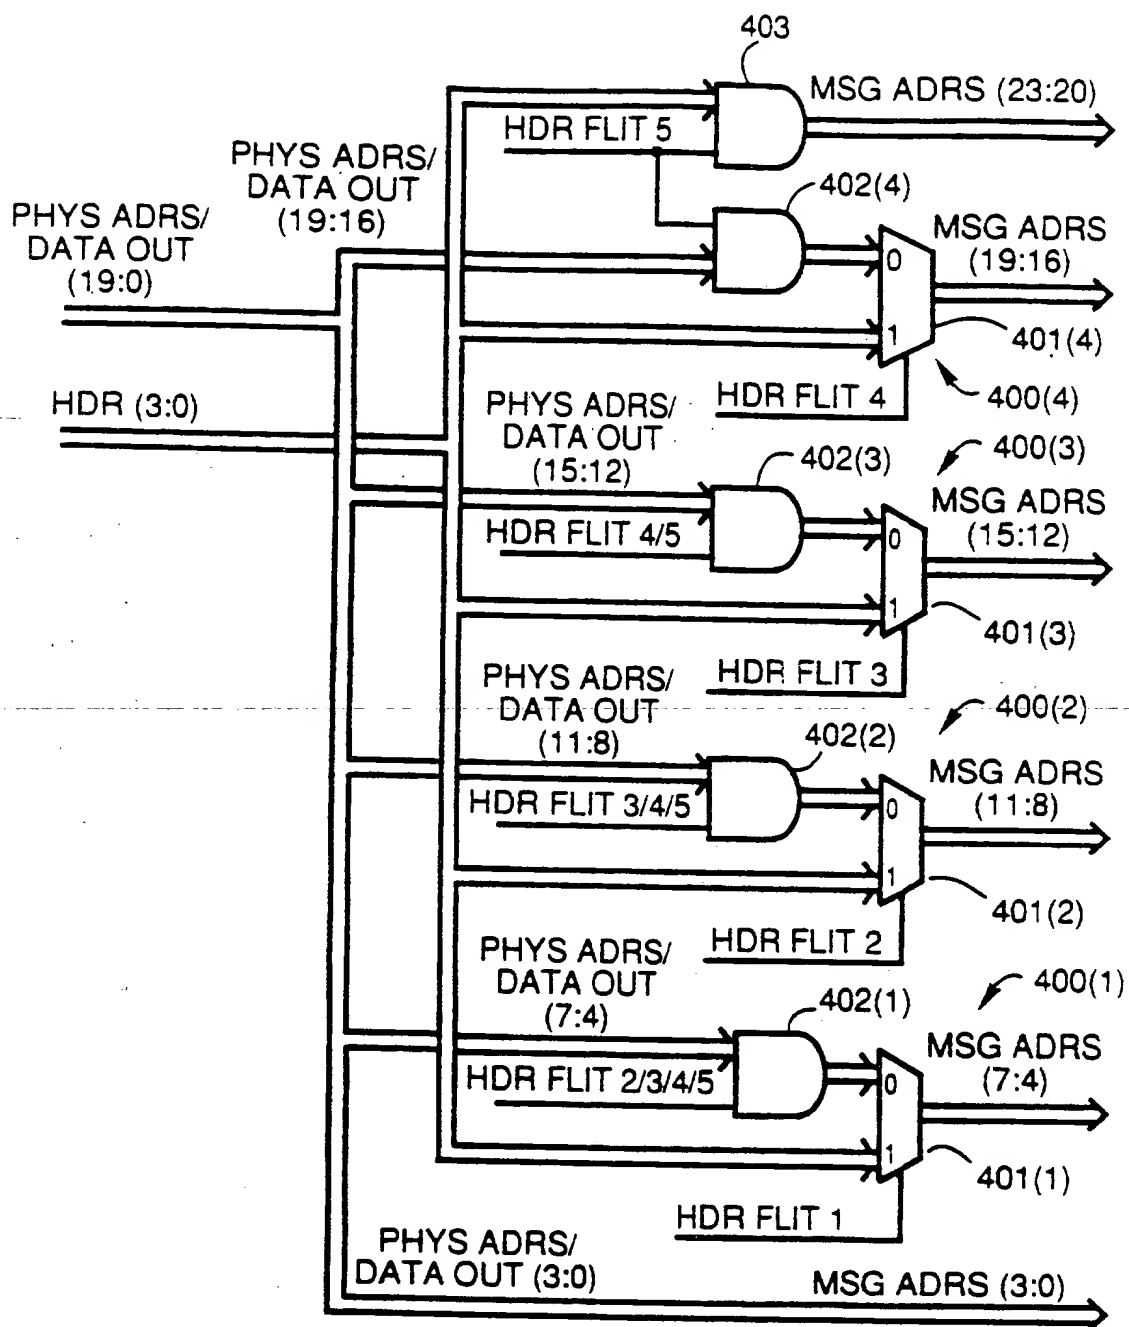 403
MSG ADRS (23:20)
HDR FLIT 5
PHYS ADRS/
DATA OUT
(19:16)
402(4)
PHYS ADRS/
DATA OUT
(19:0)
MSG ADRS
(19:16)
0
1
401(4)
HDR FLIT 4
400(4)
HDR (3:0)
PHYS ADRS/
DATA OUT
(15:12)
402(3)
400(3)
MSG ADRS
(15:12)
HDR FLIT 4/5
0
1
401(3)
HDR FLIT 3
PHYS ADRS/
DATA OUT
(11:8)
402(2)
400(2)
MSG ADRS
(11:8)
HDR FLIT 3/4/5
0
1
401(2)
HDR FLIT 2
PHYS ADRS/
DATA OUT
(7:4)
402(1)
400(1)
MSG ADRS
(7:4)
HDR FLIT 2/3/4/5
0
1
401(1)
HDR FLIT 1
PHYS ADRS/
DATA OUT (3:0)
MSG ADRS (3:0)